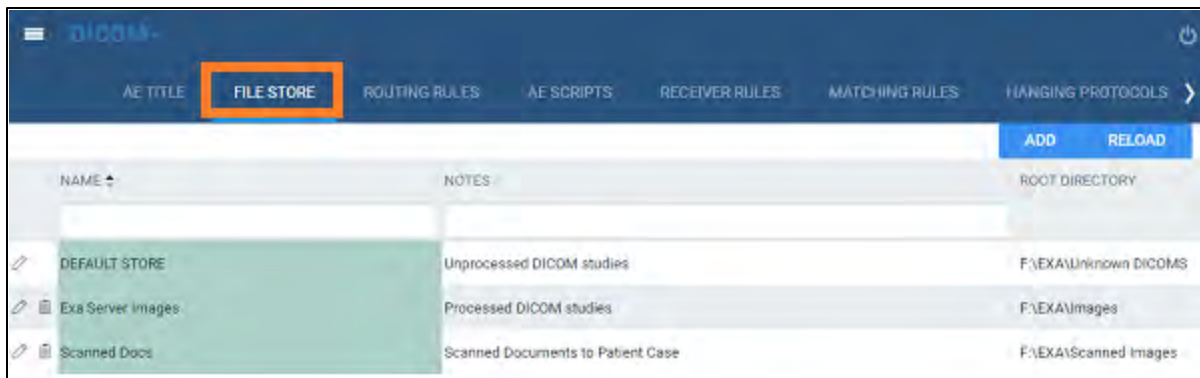 DICOM
AE TITLE FILE STORE ROUTING RULES AE SCRIPTS RECEIVER RULES MATCHING RULES HANGING PROTOCOLS
ADD RELOAD
NAME NOTES ROOT DIRECTORY
DEFAULT STORE Unprocessed DICOM studies F:\EXA\Unknown DICOMS
Exa Server Images Processed DICOM studies F:\EXA\Images
Scanned Docs Scanned Documents to Patient Case F:\EXA\Scanned Images